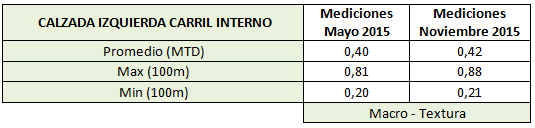 CALZADA IZQUIERDA CARRIL INTERNO Mediciones Mayo 2015 Mediciones Noviembre 2015
Promedio (MTD) 0,40 0,42
Max (100m) 0,81 0,88
Min (100m) 0,20 0,21
Macro - Textura